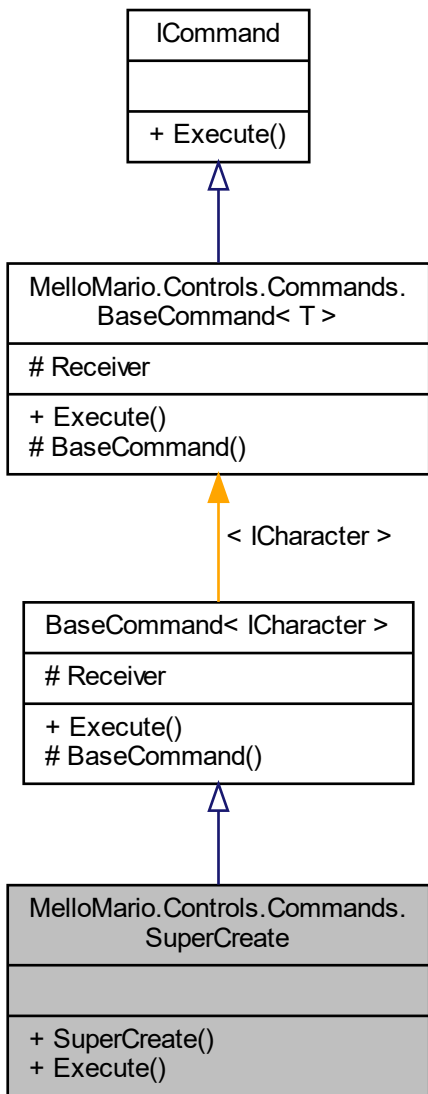 ICommand
+ Execute()
MelloMario.Controls.Commands.
BaseCommand< T >
# Receiver
+ Execute()
# BaseCommand()
< ICharacter >
BaseCommand< ICharacter >
# Receiver
+ Execute()
# BaseCommand()
MelloMario.Controls.Commands.
SuperCreate
+ SuperCreate()
+ Execute()